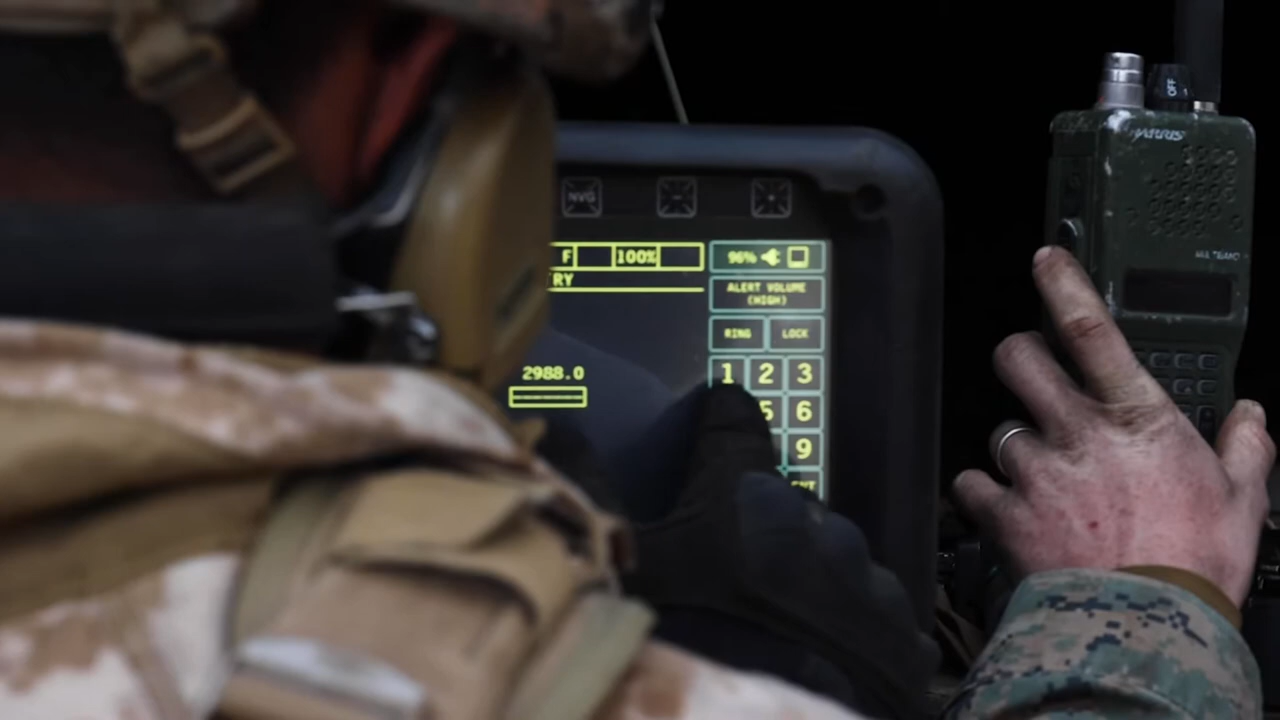 OFF
HARRIS
NVG
F 100%
RY
96%
ALERT VOLUME
(HIGH)
RING LOCK
2988.0
1 2 3
5 6
9
ENT